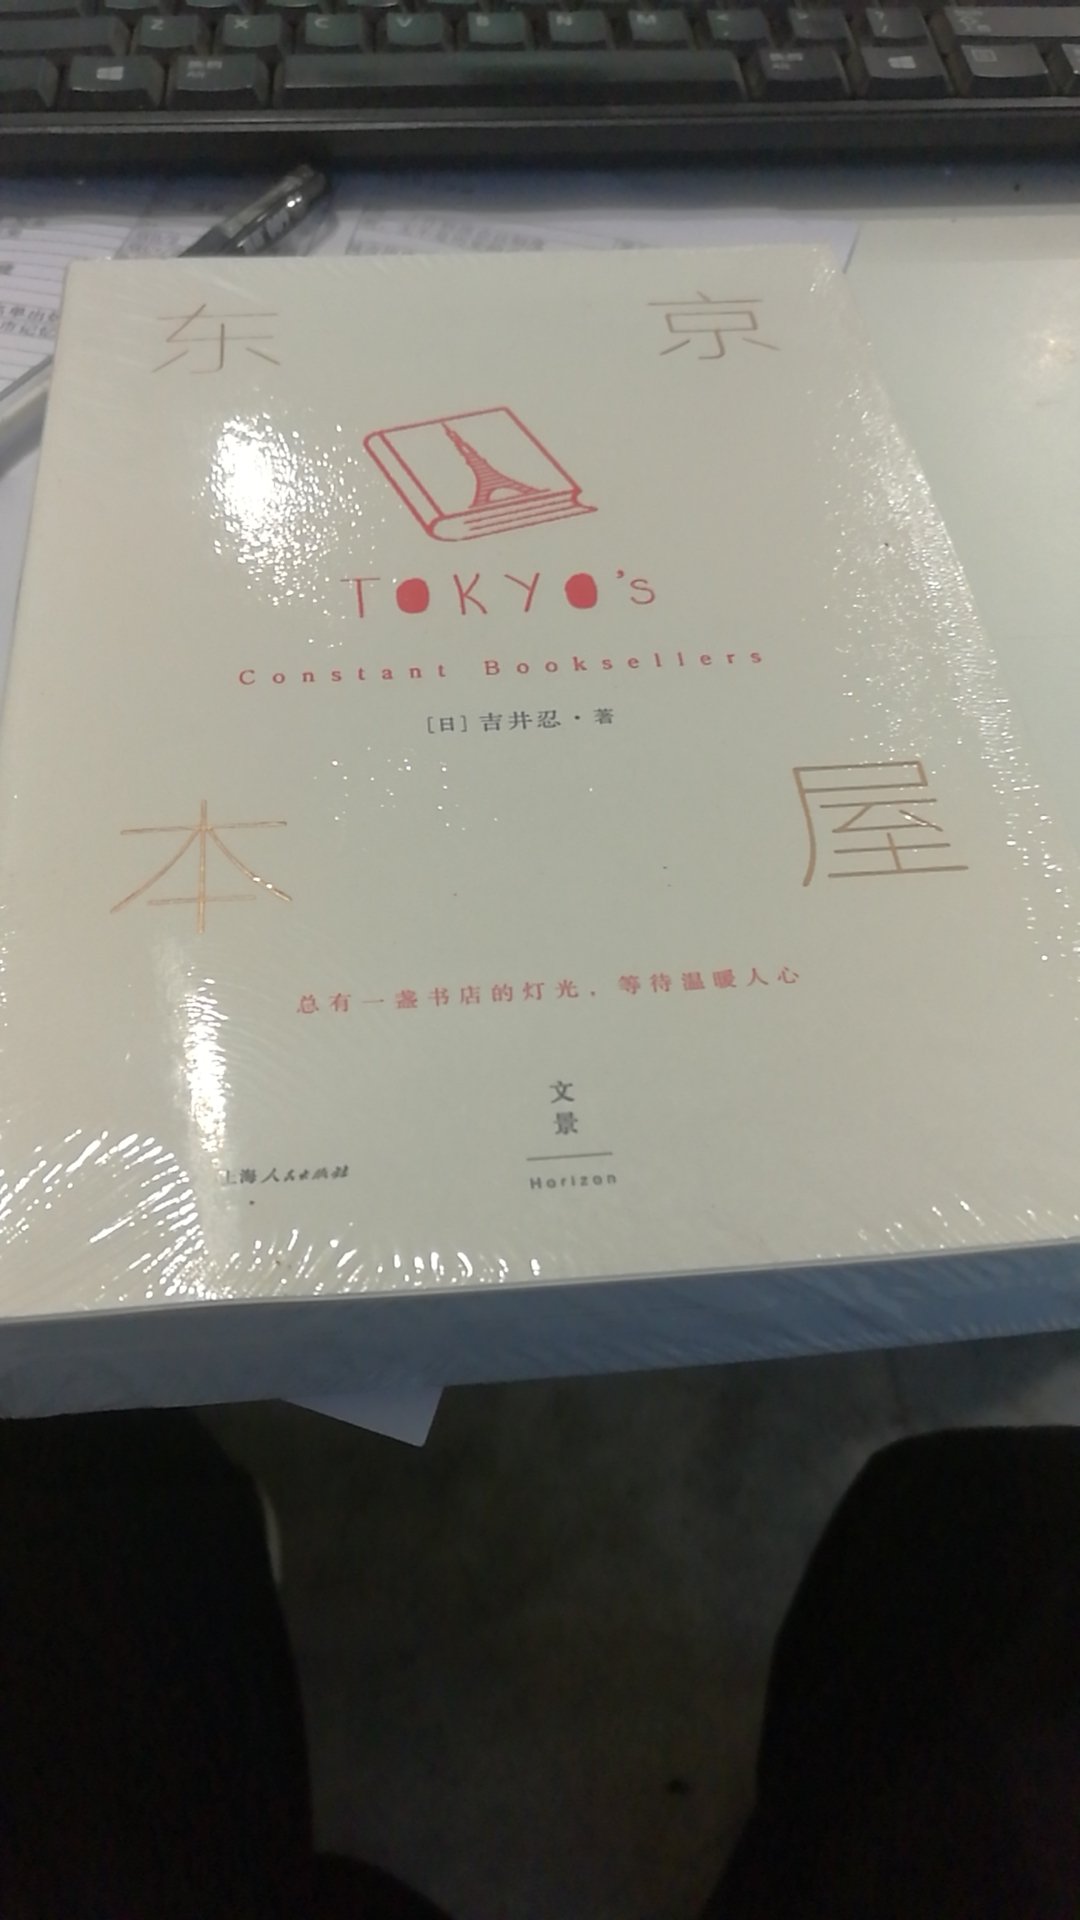 Z X C V B N M
东 京
TOKYO's
Constant Booksellers
[日] 吉井忍·著
本 屋
总有一盏书店的灯光，等待温暖人心
文
景
Horizon
上海人民出版社